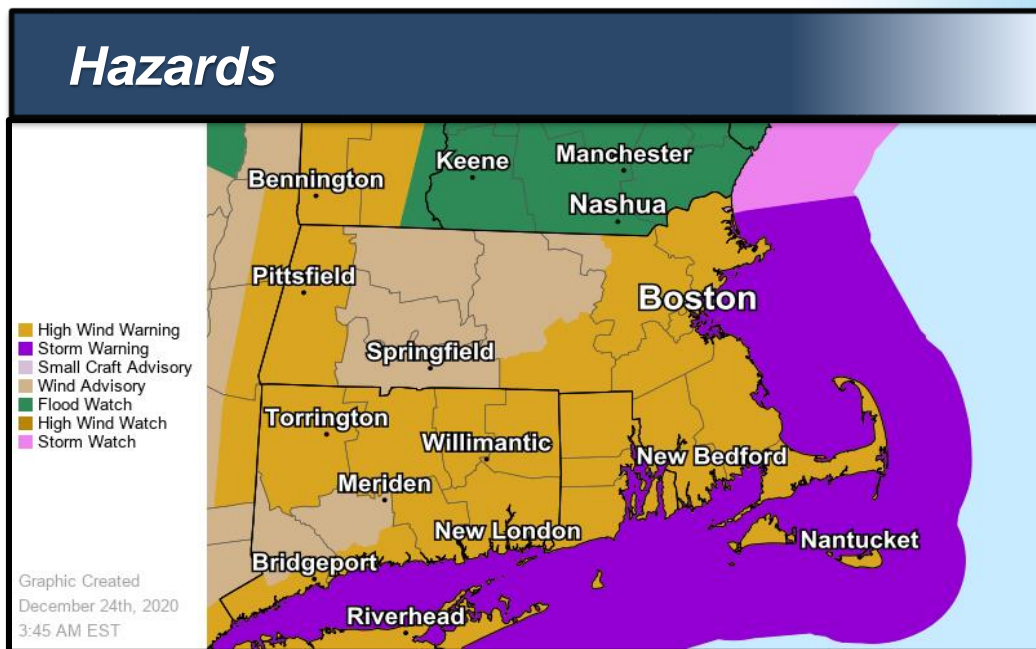 Hazards
Keene
Manchester
Bennington
Nashua
Pittsfield
Boston
High Wind Warning
Storm Warning
Small Craft Advisory
Wind Advisory
Flood Watch
High Wind Watch
Storm Watch
Springfield
Torrington
Willimantic
New Bedford
Meriden
New London
Nantucket
Bridgeport
Riverhead
Graphic Created
December 24th, 2020
3:45 AM EST